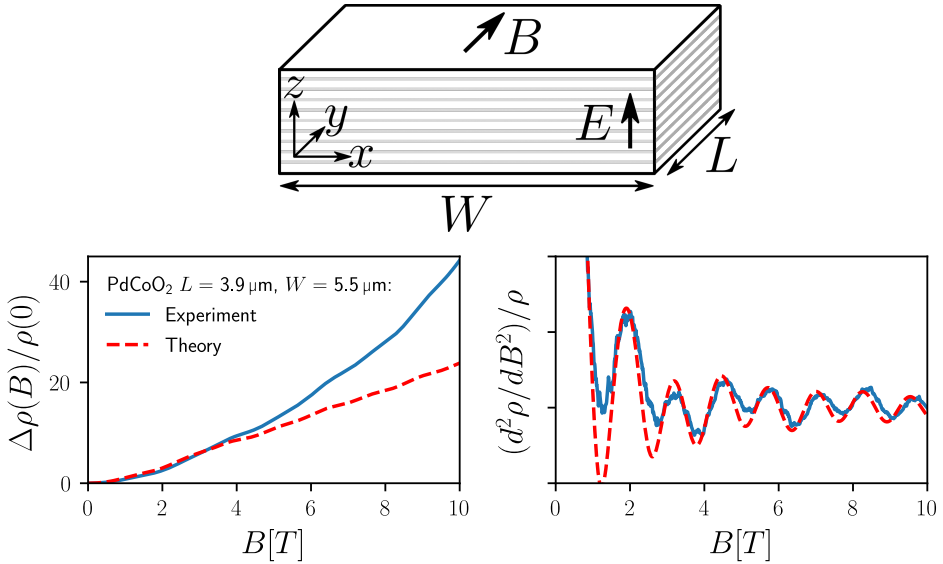 B
z
y
x
E
L
W
Δρ(B)/ρ(0)
40
20
0
PdCoO₂ L = 3.9 μm, W = 5.5 μm:
Experiment
Theory
0 2 4 6 8 10
B[T]
(d²ρ/dB²)/ρ
0 2 4 6 8 10
B[T]